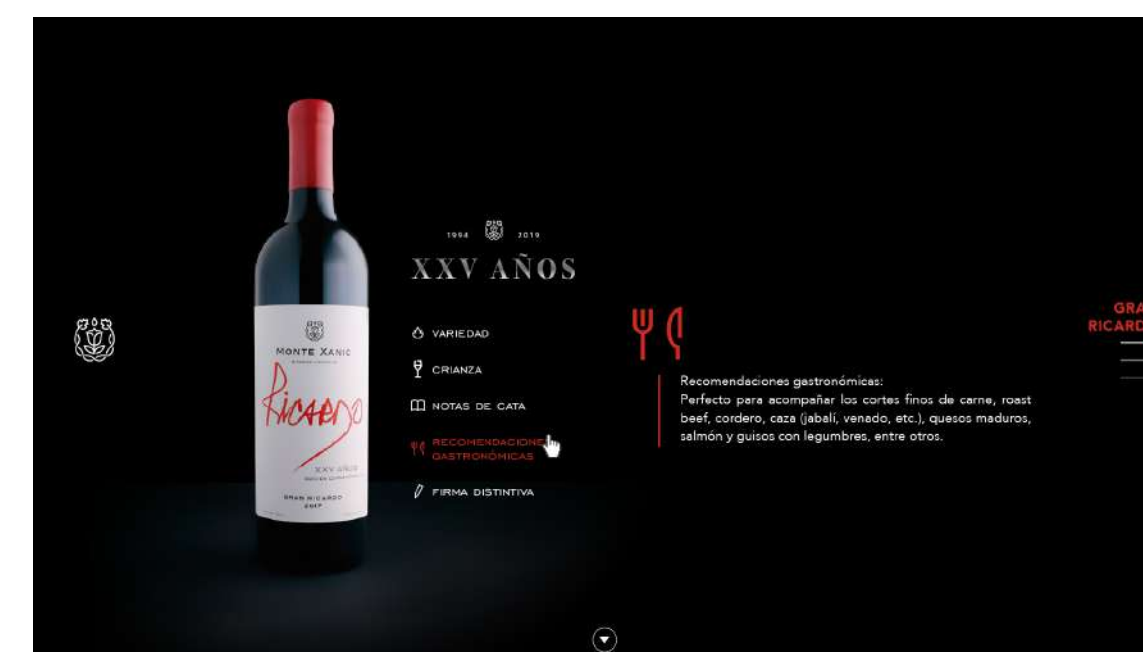 1994 2019
XXV AÑOS
VARIEDAD
CRIANZA
NOTAS DE CATA
RECOMENDACIONES
GASTRONÓMICAS
FIRMA DISTINTIVA
MONTE XANIC
Ricardo
XXV AÑOS
GRAN RICARDO
2017
Recomendaciones gastronómicas:
Perfecto para acompañar los cortes finos de carne, roast
beef, cordero, caza (jabalí, venado, etc.), quesos maduros,
salmón y guisos con legumbres, entre otros.
GRA
RICARD